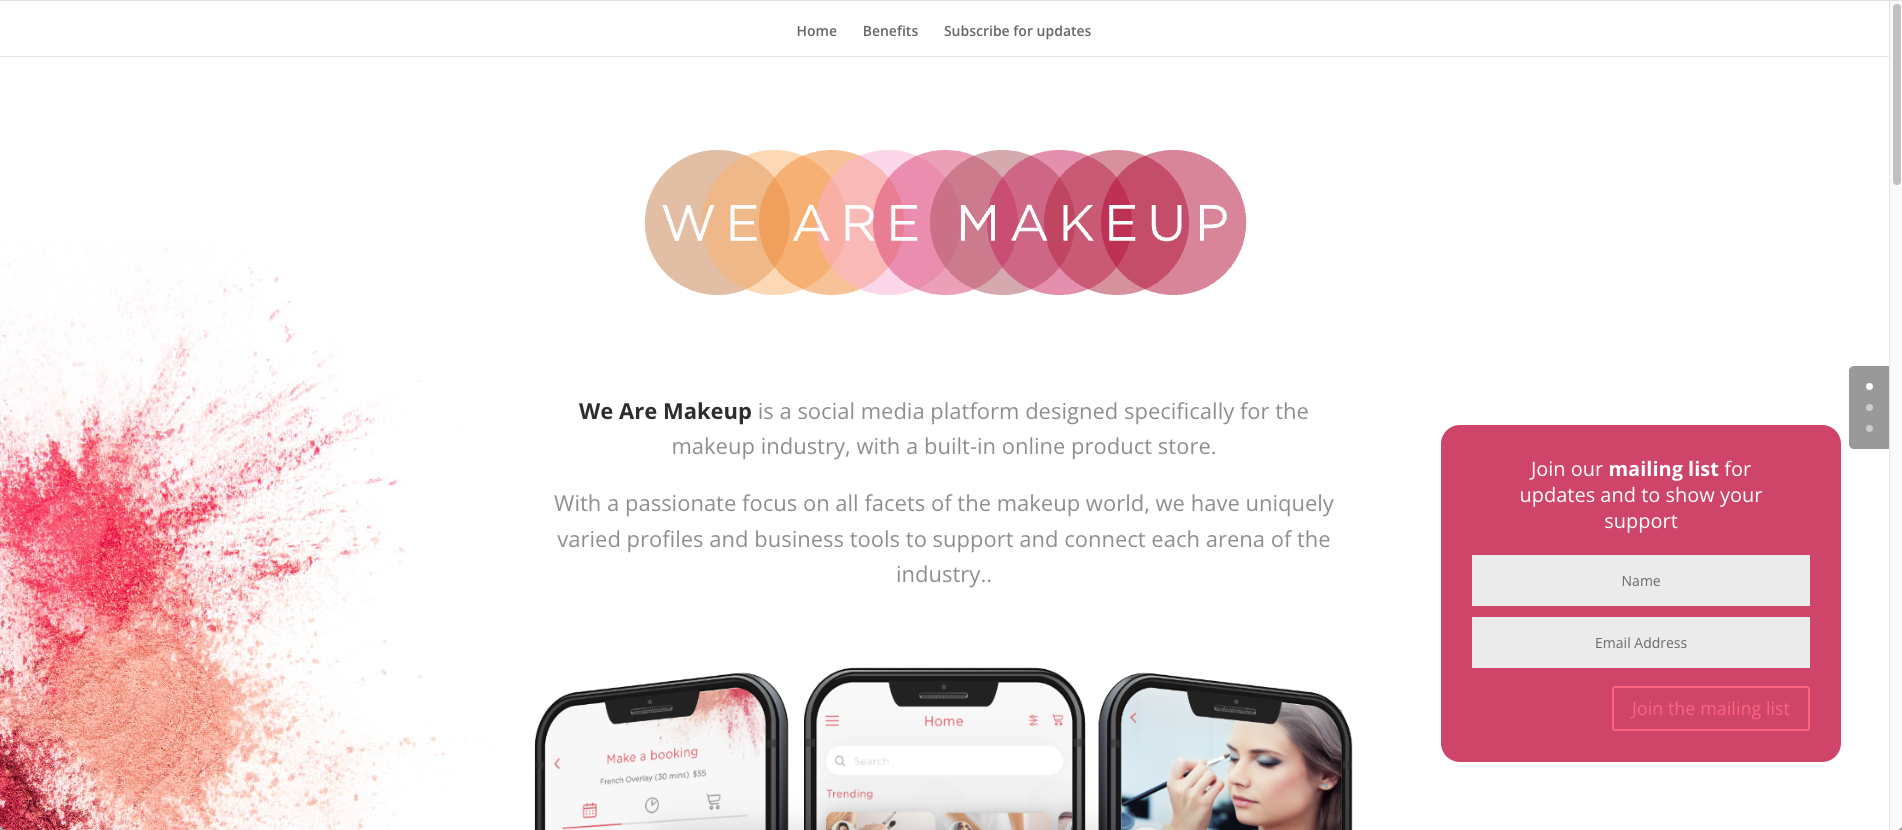 Home Benefits Subscribe for updates
WE ARE MAKEUP
We Are Makeup is a social media platform designed specifically for the
makeup industry, with a built-in online product store.
With a passionate focus on all facets of the makeup world, we have uniquely
varied profiles and business tools to support and connect each arena of the
industry..
Join our mailing list for
updates and to show your
support
Name
Email Address
Join the mailing list
Make a booking
French Overlay (30 mins) $55
Home
Search
Trending